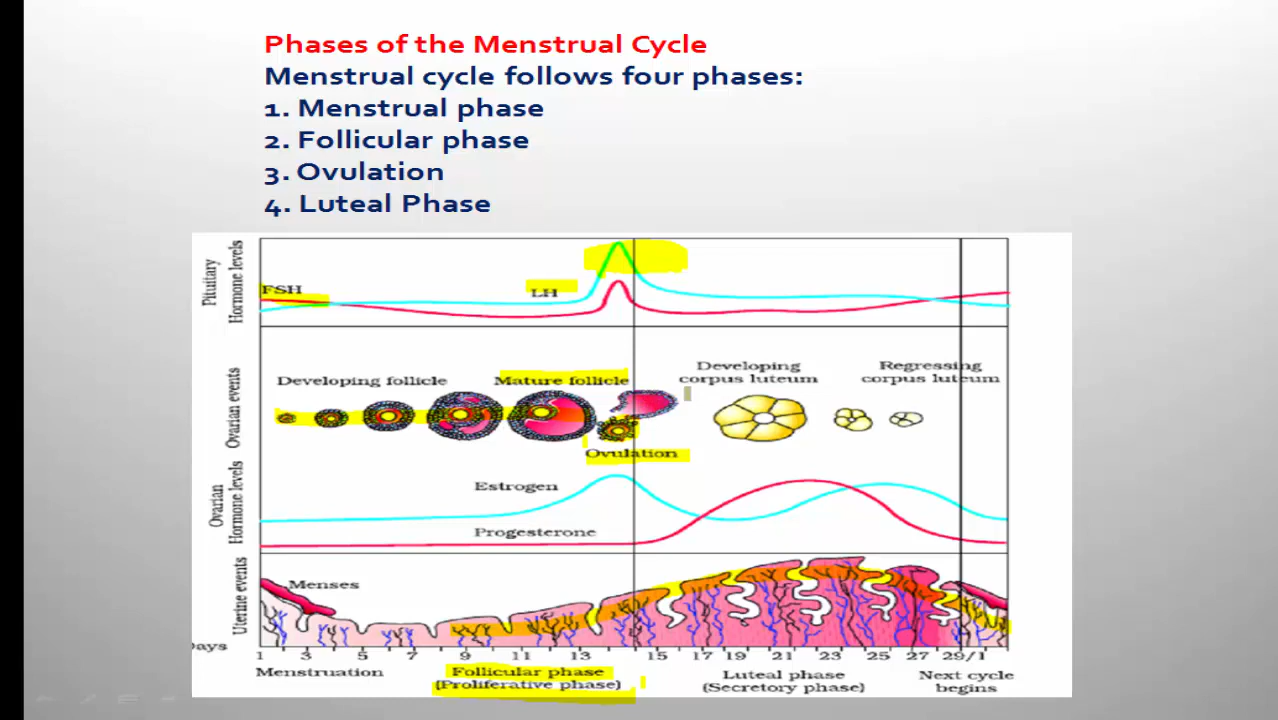 Phases of the Menstrual Cycle
Menstrual cycle follows four phases:
1. Menstrual phase
2. Follicular phase
3. Ovulation
4. Luteal Phase
Pituitary
Hormone levels
FSH
LH
Ovarian events
Developing follicle
Mature follicle
Developing
corpus luteum
Regressing
corpus luteum
Ovulation
Ovarian
Hormone levels
Estrogen
Progesterone
Uterine events
Menses
1 3 5 7 9 11 13 15 17 19 21 23 25 27 29/1
Menstruation
Follicular phase
(Proliferative phase)
Luteal phase
(Secretory phase)
Next cycle
begins